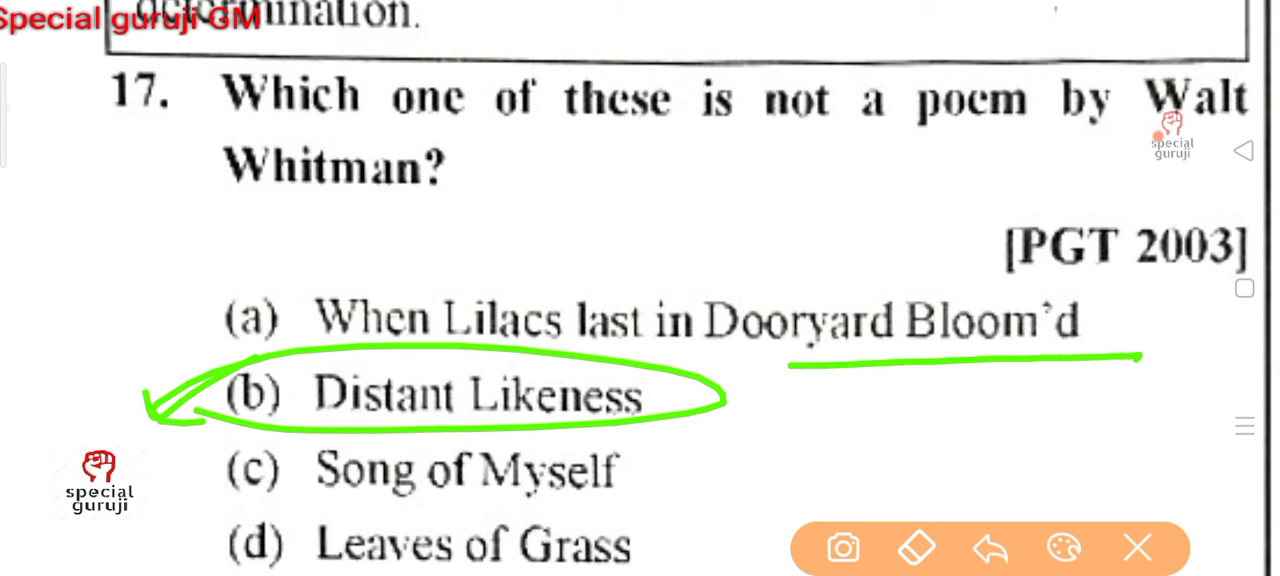 Special guruji GM
determination.
17. Which one of these is not a poem by Walt
Whitman?
special
guruji
[PGT 2003]
(a) When Lilacs last in Dooryard Bloom'd
(b) Distant Likeness
(c) Song of Myself
(d) Leaves of Grass
special
guruji